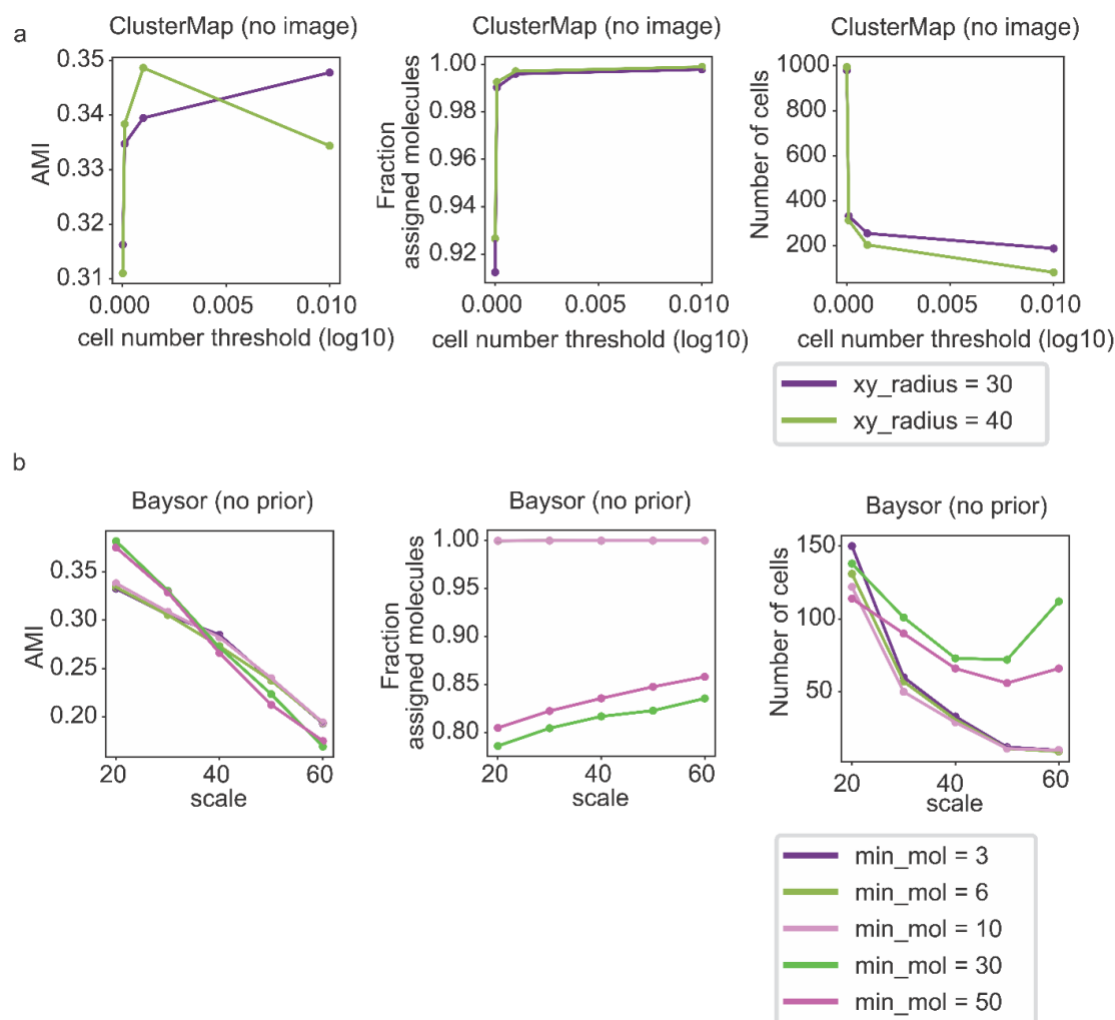 a
ClusterMap (no image)
ClusterMap (no image)
ClusterMap (no image)
AMI
0.35
0.34
0.33
0.32
0.31
0.000
0.005
0.010
cell number threshold (log10)
Fraction
assigned molecules
1.00
0.98
0.96
0.94
0.92
0.000
0.005
0.010
cell number threshold (log10)
Number of cells
1000
800
600
400
200
0.000
0.005
0.010
cell number threshold (log10)
xy_radius = 30
xy_radius = 40
b
Baysor (no prior)
Baysor (no prior)
Baysor (no prior)
AMI
0.35
0.30
0.25
0.20
20
40
60
scale
Fraction
assigned molecules
1.00
0.95
0.90
0.85
0.80
20
40
60
scale
Number of cells
150
100
50
20
40
60
scale
min_mol = 3
min_mol = 6
min_mol = 10
min_mol = 30
min_mol = 50